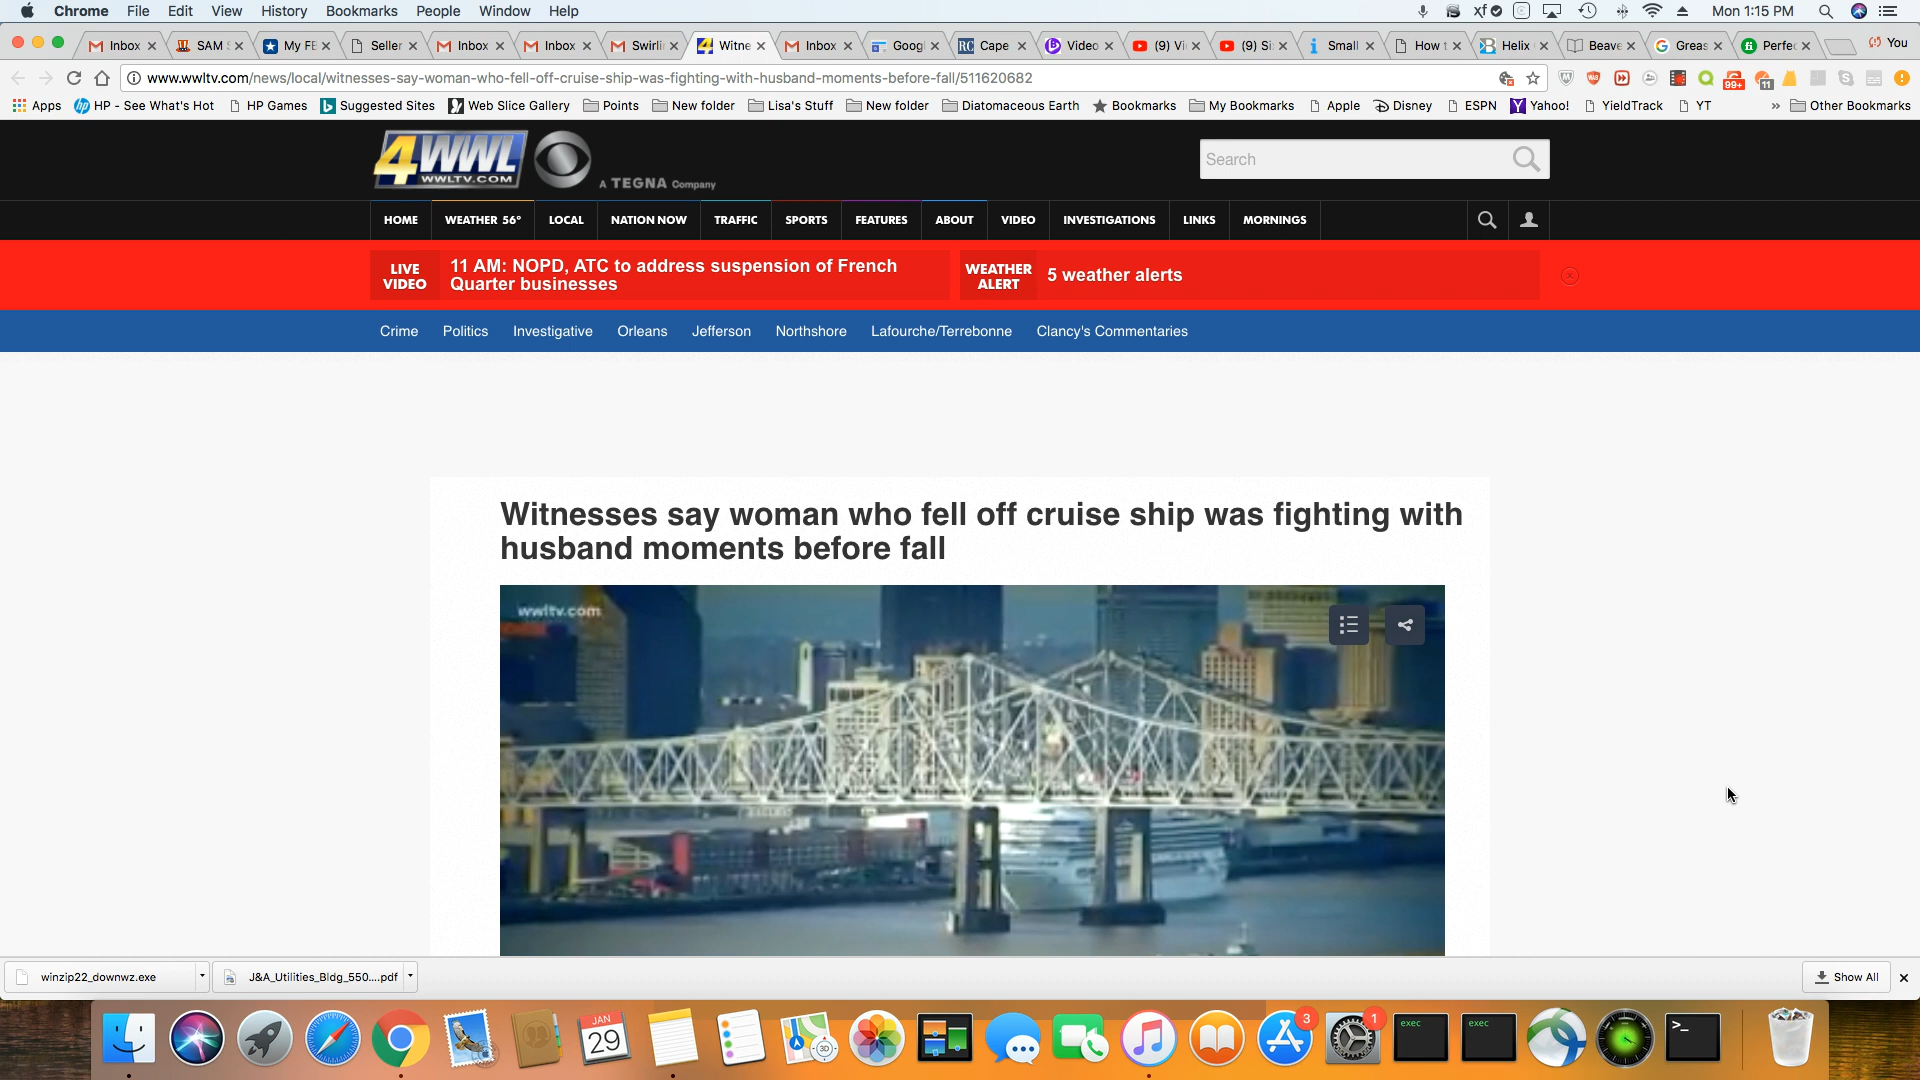 Chrome File Edit View History Bookmarks People Window Help xf Mon 1:15 PM
Inbox SAM My FE Seller Inbox Inbox Swirli Witne Inbox Googl Cape Video (9) Vi (9) Si Small How t Helix Beave Greas Perfec You
www.wwltv.com/news/local/witnesses-say-woman-who-fell-off-cruise-ship-was-fighting-with-husband-moments-before-fall/511620682 99+ 11
Apps HP - See What's Hot HP Games Suggested Sites Web Slice Gallery Points New folder Lisa's Stuff New folder Diatomaceous Earth Bookmarks My Bookmarks Apple Disney ESPN Yahoo! YieldTrack YT » Other Bookmarks
4WWL
WWLTV.COM
A TEGNA Company
Search
HOME WEATHER 56° LOCAL NATION NOW TRAFFIC SPORTS FEATURES ABOUT VIDEO INVESTIGATIONS LINKS MORNINGS
LIVE VIDEO
11 AM: NOPD, ATC to address suspension of French
Quarter businesses
WEATHER ALERT
5 weather alerts
Crime Politics Investigative Orleans Jefferson Northshore Lafourche/Terrebonne Clancy's Commentaries
Witnesses say woman who fell off cruise ship was fighting with
husband moments before fall
wwltv.com
winzip22_downwz.exe J&A_Utilities_Bldg_550....pdf Show All
JAN
29
3D
3
1
exec
exec
>_